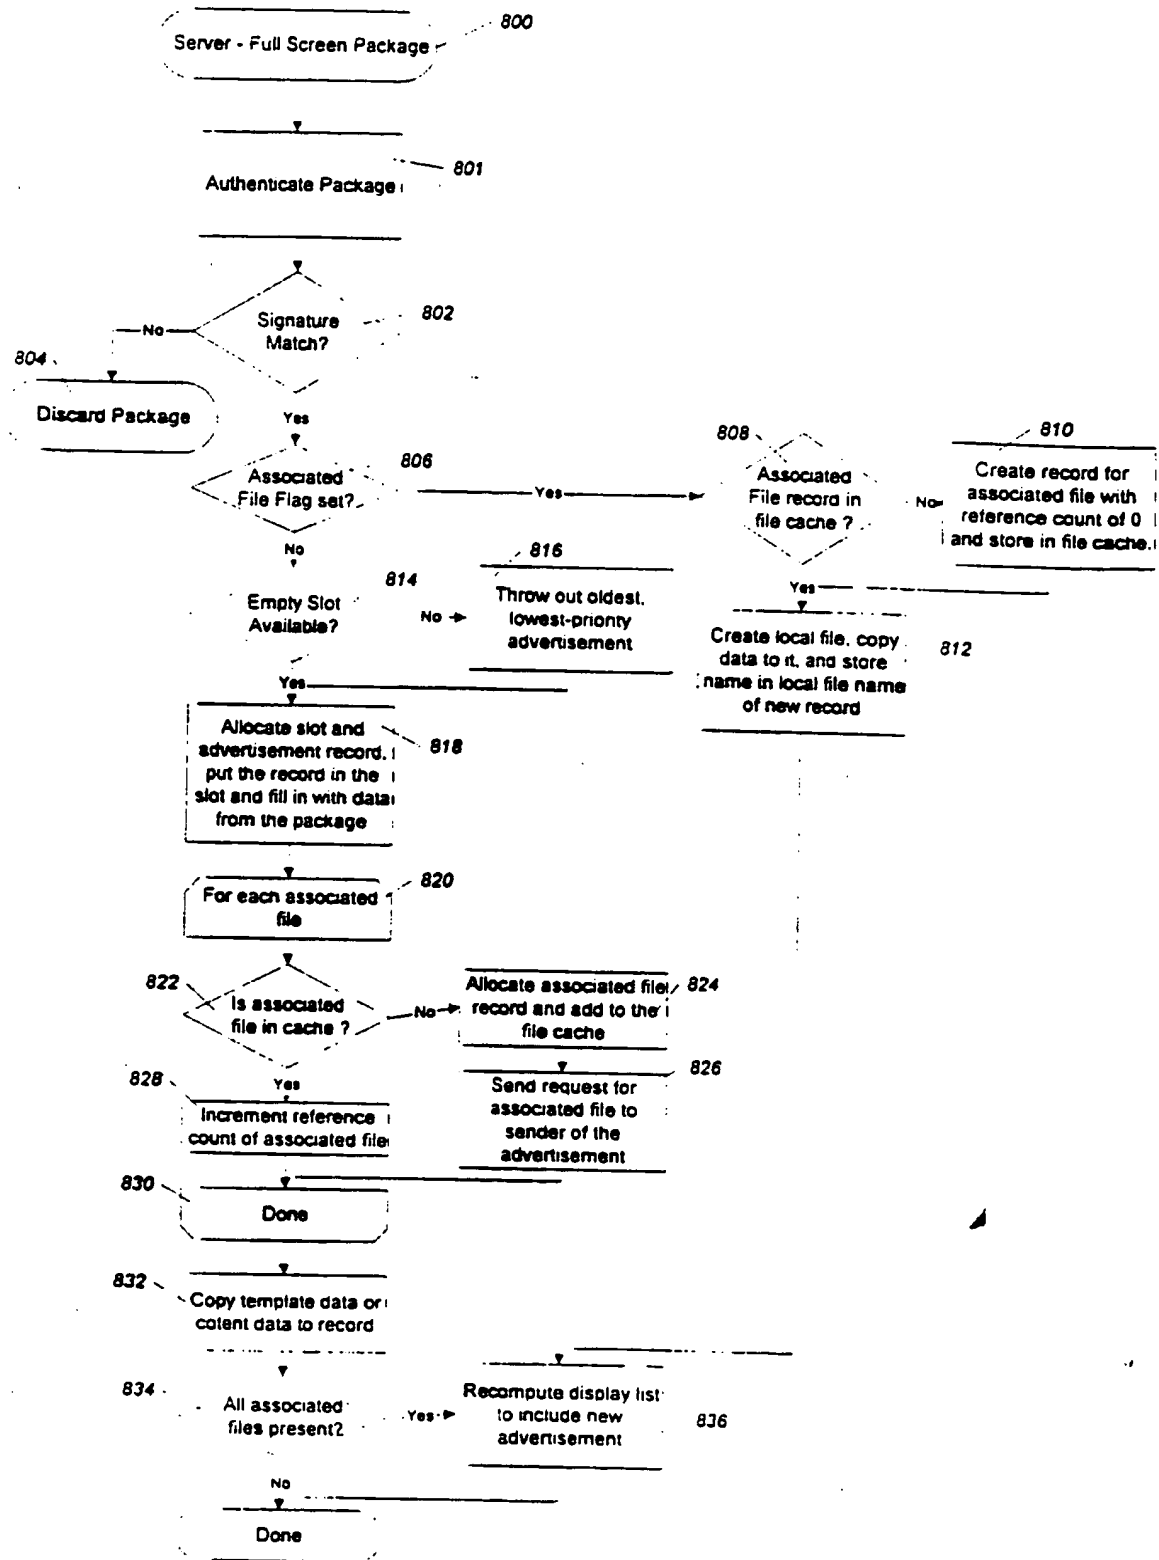 800
Server - Full Screen Package
801
Authenticate Package
802
Signature
Match?
No
804
Discard Package
Yes
806
Associated
File Flag set?
Yes
808
Associated
File record in
file cache ?
No
810
Create record for
associated file with
reference count of 0
and store in file cache.
No
814
Empty Slot
Available?
No
816
Throw out oldest,
lowest-priority
advertisement
Yes
812
Create local file, copy
data to it, and store
name in local file name
of new record
Yes
818
Allocate slot and
advertisement record,
put the record in the
slot and fill in with data
from the package
820
For each associated
file
822
Is associated
file in cache ?
No
824
Allocate associated file
record and add to the
file cache
826
Send request for
associated file to
sender of the
advertisement
Yes
828
Increment reference
count of associated file
830
Done
832
Copy template data or
cotent data to record
834
All associated
files present?
Yes
836
Recompute display list
to include new
advertisement
No
Done